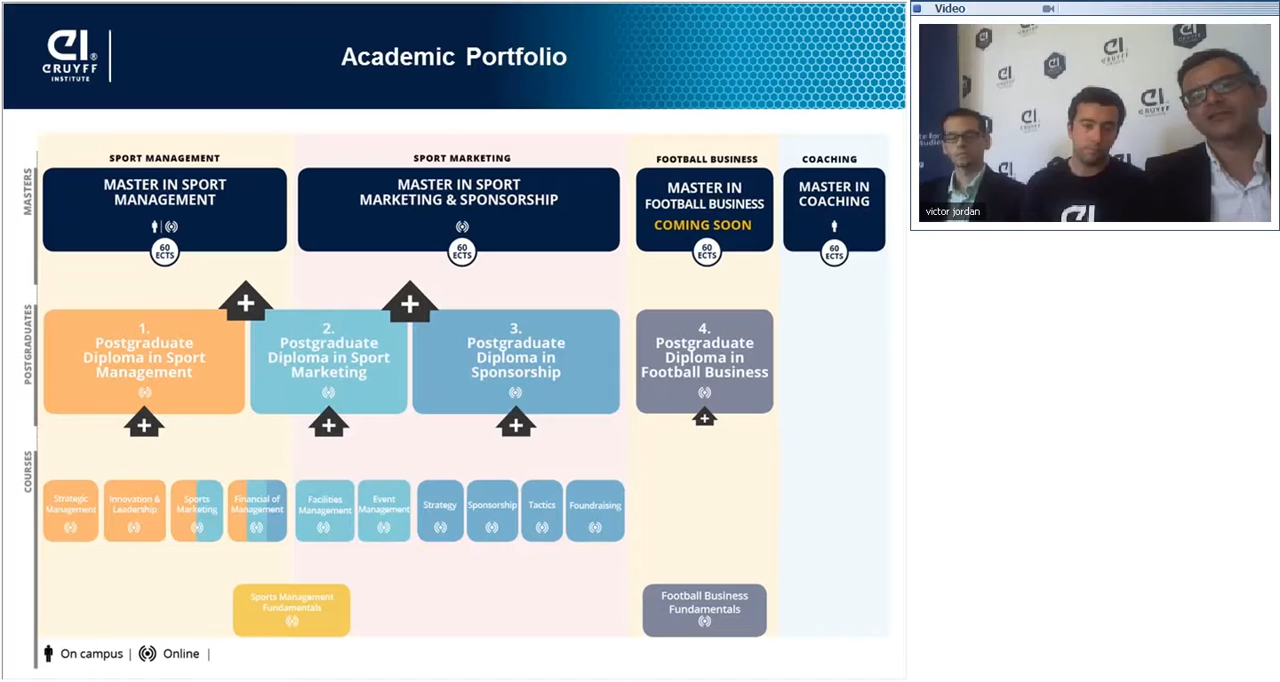 CI®
CRUYFF
INSTITUTE
Academic Portfolio
Video
victor jordan
MASTERS
SPORT MANAGEMENT
SPORT MARKETING
FOOTBALL BUSINESS
COACHING
MASTER IN SPORT
MANAGEMENT
60
ECTS
MASTER IN SPORT
MARKETING & SPONSORSHIP
60
ECTS
MASTER IN
FOOTBALL BUSINESS
COMING SOON
60
ECTS
MASTER IN
COACHING
60
ECTS
POSTGRADUATES
1.
Postgraduate
Diploma in Sport
Management
2.
Postgraduate
Diploma in Sport
Marketing
3.
Postgraduate
Diploma in
Sponsorship
4.
Postgraduate
Diploma in
Football Business
COURSES
Strategic
Management
Innovation &
Leadership
Sports
Marketing
Financial of
Management
Facilities
Management
Event
Management
Strategy
Sponsorship
Tactics
Foundraising
Sports Management
Fundamentals
Football Business
Fundamentals
On campus |
Online |